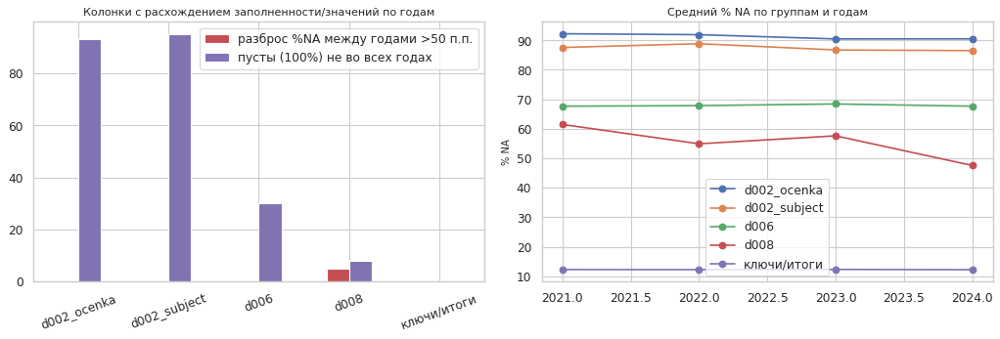 Колонки с расхождением заполненности/значений по годам
80
60
40
20
0
разброс %NA между годами >50 п.п.
пусты (100%) не во всех годах
d002_ocenka
d002_subject
d006
d008
ключи/итоги
Средний % NA по группам и годам
% NA
90
80
70
60
50
40
30
20
10
d002_ocenka
d002_subject
d006
d008
ключи/итоги
2021.0
2021.5
2022.0
2022.5
2023.0
2023.5
2024.0